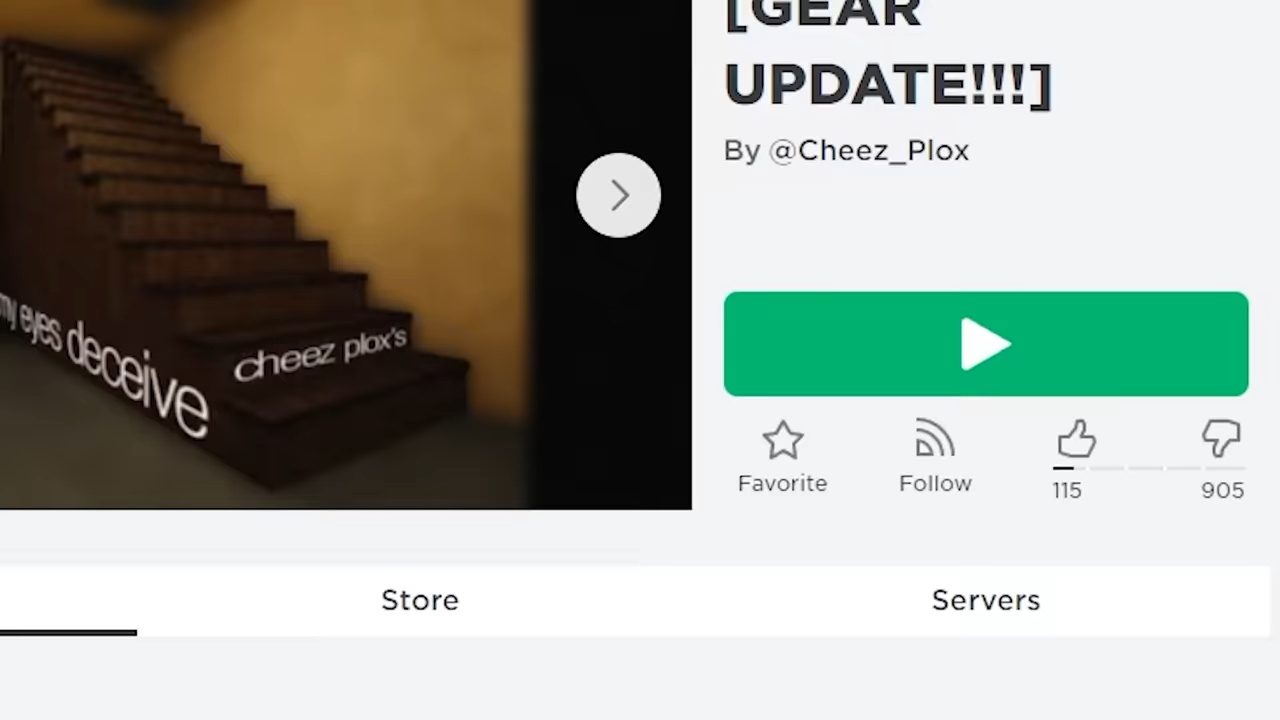 [GEAR
UPDATE!!!]
By @Cheez_Plox
my eyes deceive
cheez plox's
Favorite
Follow
115
905
Store
Servers